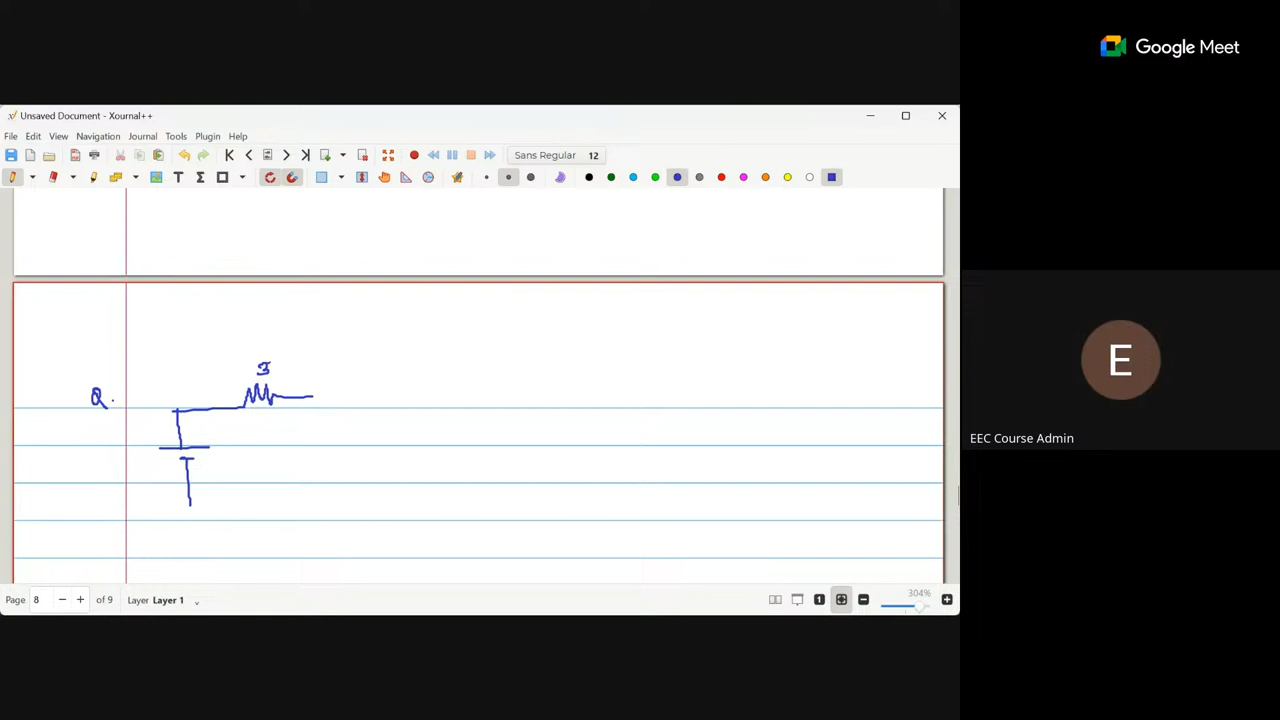 Google Meet
Unsaved Document - Xournal++
File Edit View Navigation Journal Tools Plugin Help
Sans Regular 12
3
Q.
E
EEC Course Admin
Page 8 of 9 Layer Layer 1
304%